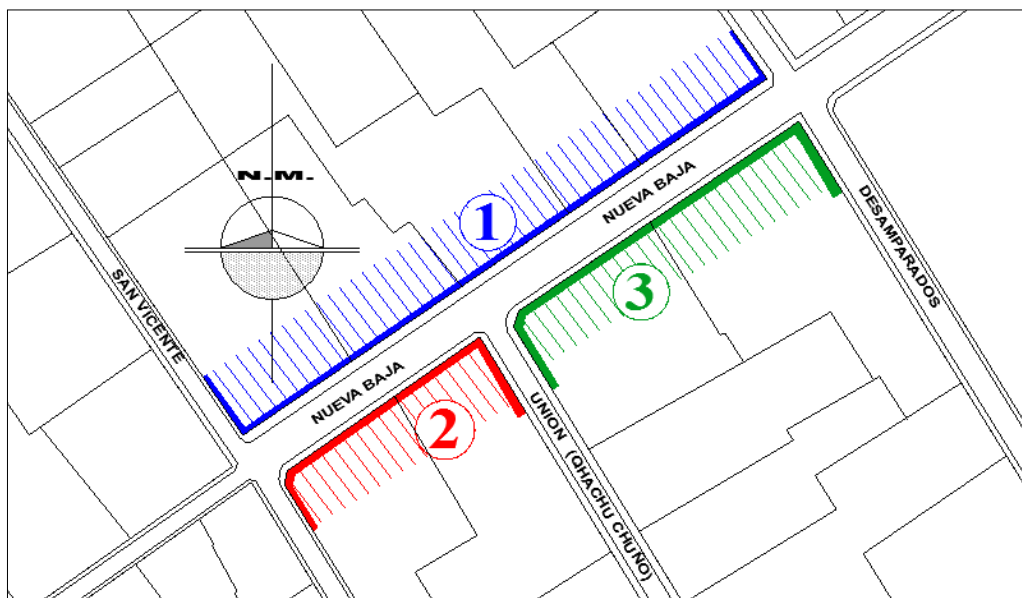 N.M.
1
NUEVA BAJA
DESAMPARADOS
3
SAN VICENTE
NUEVA BAJA
2
UNION (QHACHU CHUÑO)